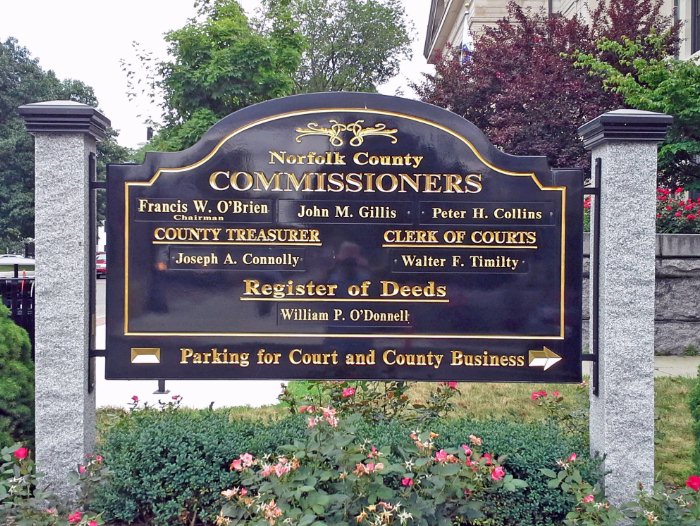 Norfolk County
COMMISSIONERS
Francis W. O'Brien John M. Gillis Peter H. Collins
Chairman
COUNTY TREASURER CLERK OF COURTS
Joseph A. Connolly Walter F. Timilty
Register of Deeds
William P. O'Donnell
Parking for Court and County Business